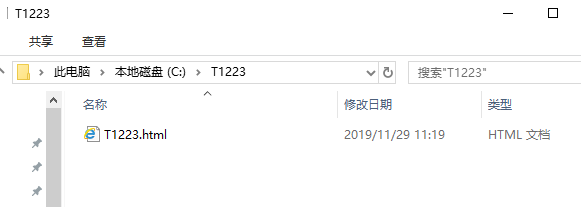 T1223
共享 查看
此电脑 本地磁盘 (C:) T1223 搜索"T1223"
名称 修改日期 类型
T1223.html 2019/11/29 11:19 HTML 文档